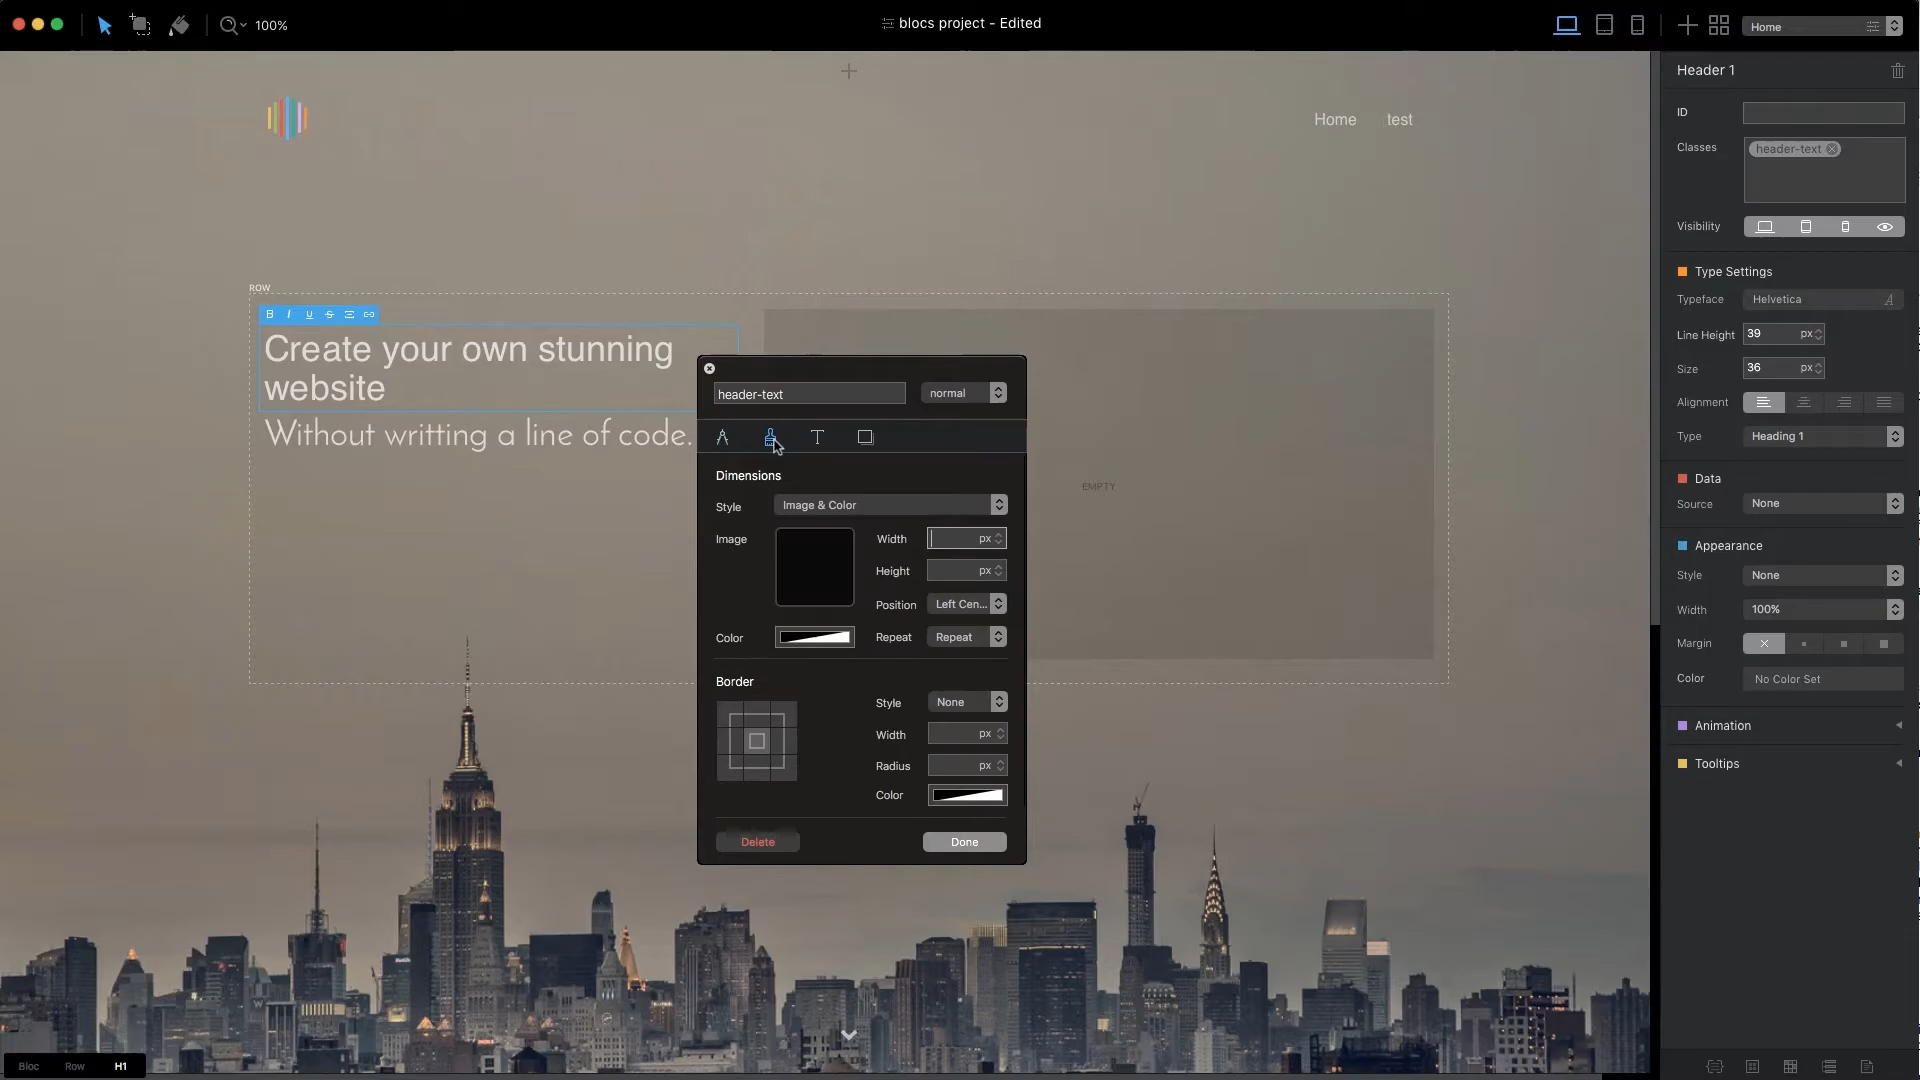 100%
blocs project - Edited
Home
Header 1
ID
Classes
header-text
Visibility
Type Settings
Typeface
Helvetica
Line Height
39
px
Size
36
px
Alignment
Type
Heading 1
Data
Source
None
Appearance
Style
None
Width
100%
Margin
Color
No Color Set
Animation
Tooltips
Home
test
ROW
B I U S
Create your own stunning
website
Without writting a line of code.
EMPTY
header-text
normal
T
Dimensions
Style
Image & Color
Image
Width
px
Height
px
Position
Left Cen...
Color
Repeat
Repeat
Border
Style
None
Width
px
Radius
px
Color
Delete
Done
Bloc
Row
H1